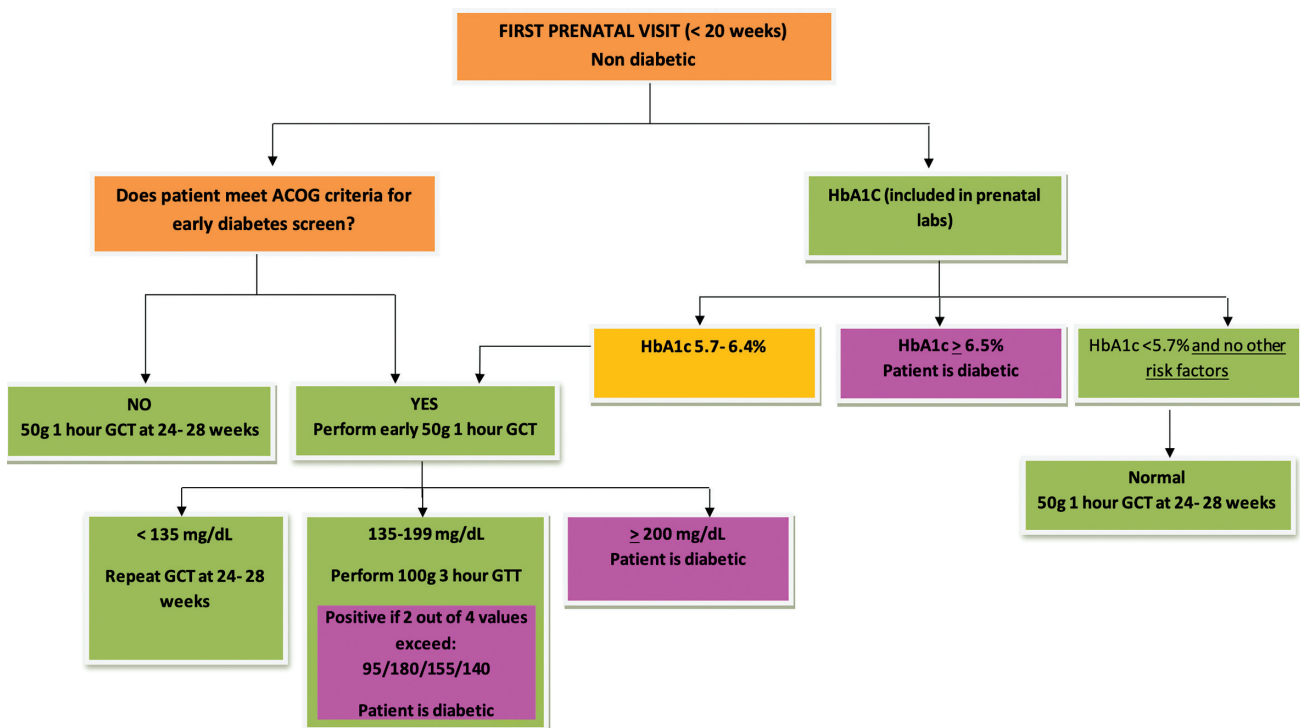 FIRST PRENATAL VISIT (< 20 weeks)
Non diabetic
Does patient meet ACOG criteria for
early diabetes screen?
HbA1C (included in prenatal
labs)
HbA1c 5.7- 6.4%
HbA1c ≥ 6.5%
Patient is diabetic
HbA1c <5.7% and no other
risk factors
NO
50g 1 hour GCT at 24- 28 weeks
YES
Perform early 50g 1 hour GCT
Normal
50g 1 hour GCT at 24- 28 weeks
< 135 mg/dL
Repeat GCT at 24- 28
weeks
135-199 mg/dL
Perform 100g 3 hour GTT
Positive if 2 out of 4 values
exceed:
95/180/155/140
Patient is diabetic
≥ 200 mg/dL
Patient is diabetic